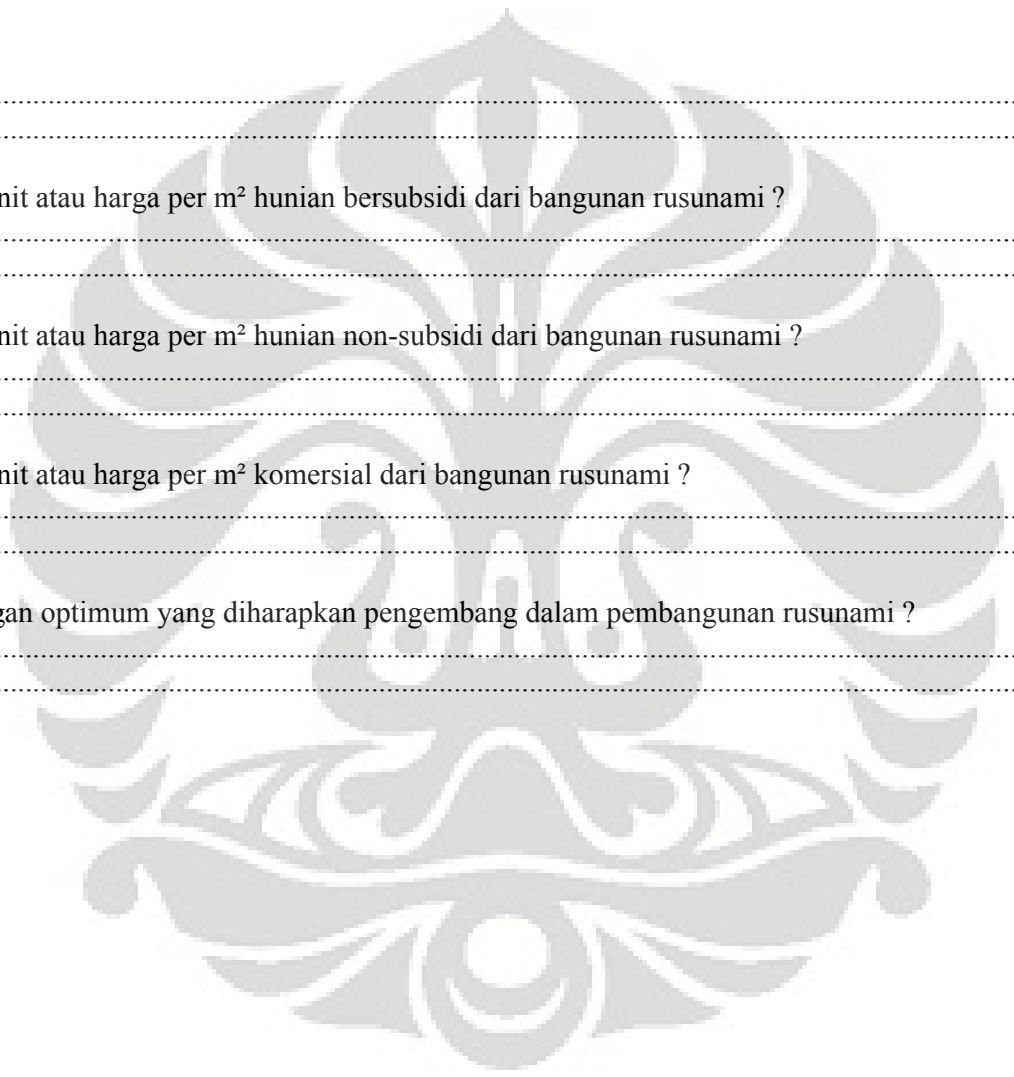 ................................................................................................................................
................................................................................................................................
nit atau harga per m² hunian bersubsidi dari bangunan rusunami ?
................................................................................................................................
................................................................................................................................
nit atau harga per m² hunian non-subsidi dari bangunan rusunami ?
................................................................................................................................
................................................................................................................................
nit atau harga per m² komersial dari bangunan rusunami ?
................................................................................................................................
................................................................................................................................
gan optimum yang diharapkan pengembang dalam pembangunan rusunami ?
................................................................................................................................
................................................................................................................................